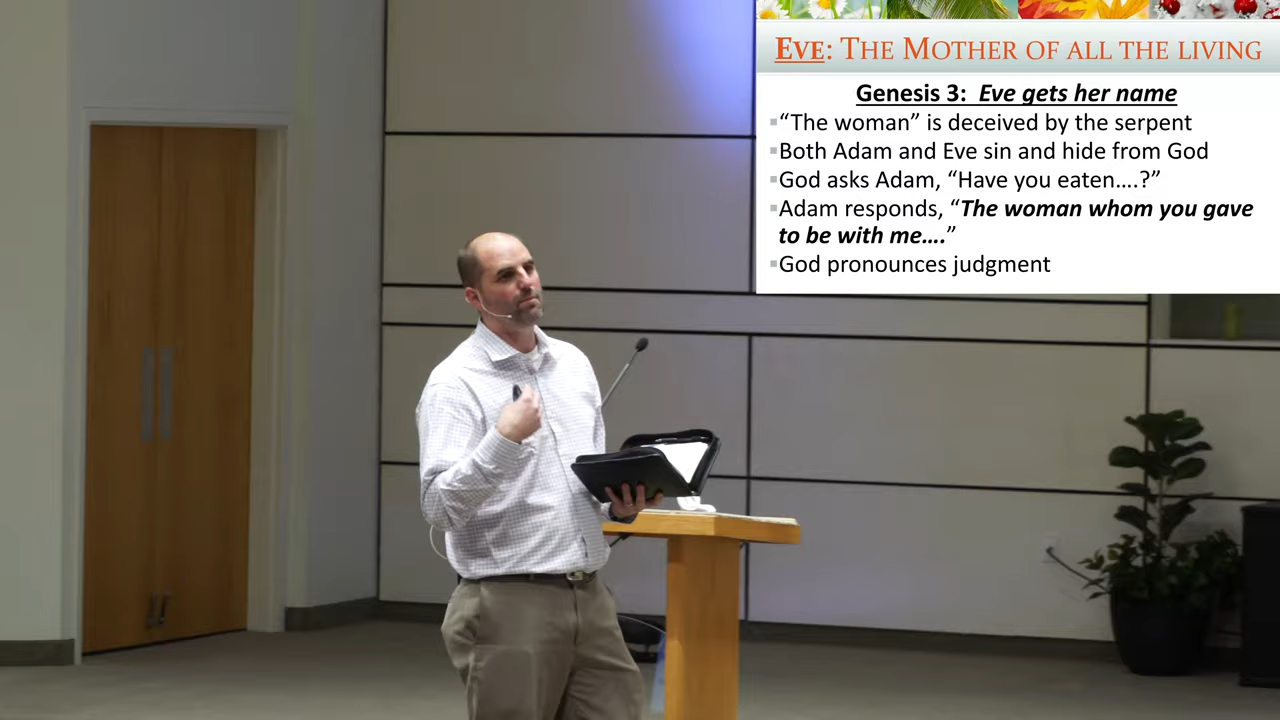 EVE: THE MOTHER OF ALL THE LIVING
Genesis 3: Eve gets her name
▪“The woman” is deceived by the serpent
▪Both Adam and Eve sin and hide from God
▪God asks Adam, “Have you eaten....?”
▪Adam responds, “The woman whom you gave
to be with me....”
▪God pronounces judgment